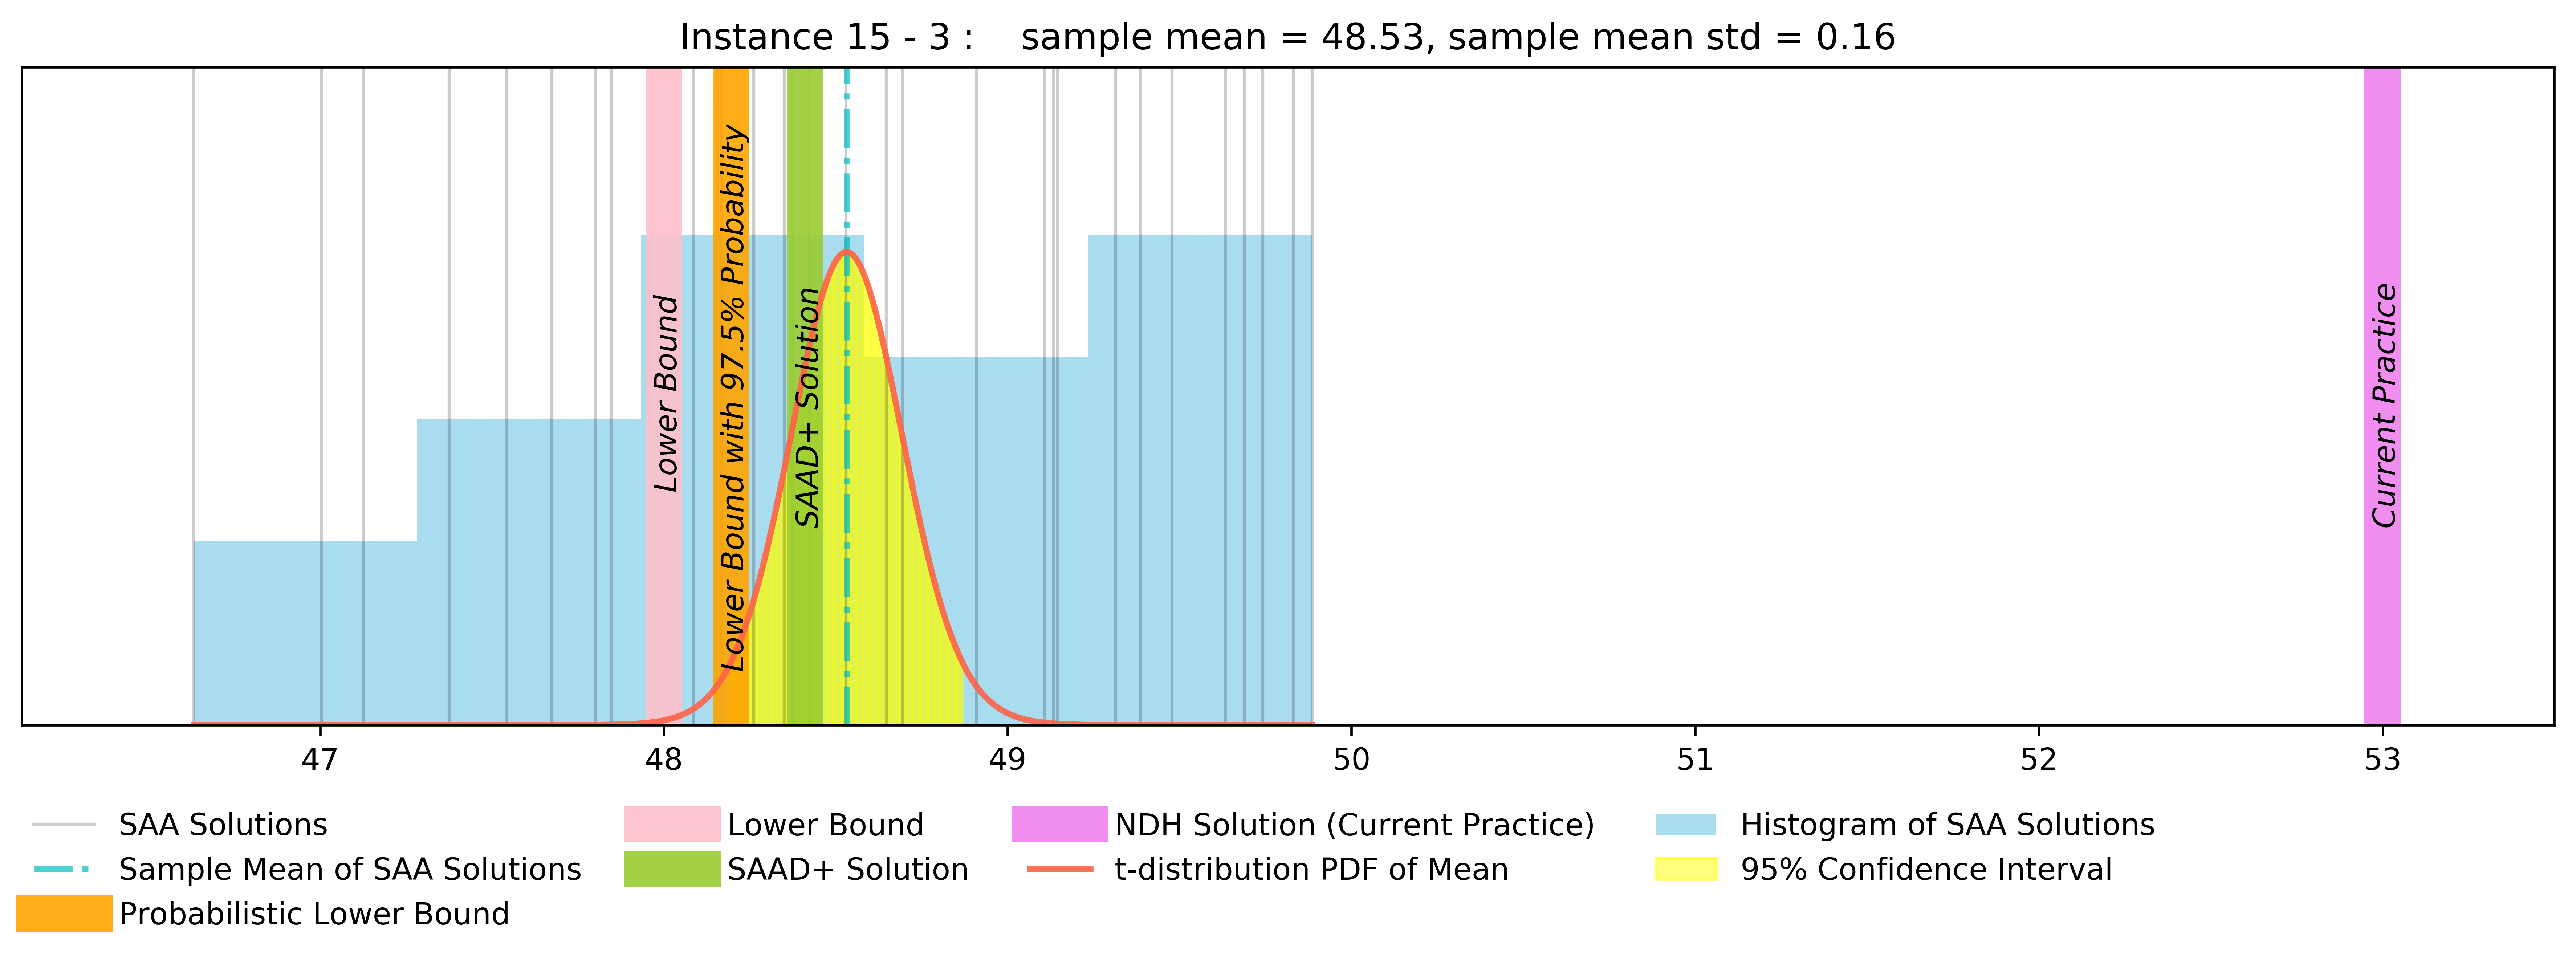 Instance 15 - 3 :    sample mean = 48.53, sample mean std = 0.16
Lower Bound
Lower Bound with 97.5% Probability
SAAD+ Solution
Current Practice
47 48 49 50 51 52 53
SAA Solutions
Sample Mean of SAA Solutions
Probabilistic Lower Bound
Lower Bound
SAAD+ Solution
NDH Solution (Current Practice)
t-distribution PDF of Mean
Histogram of SAA Solutions
95% Confidence Interval